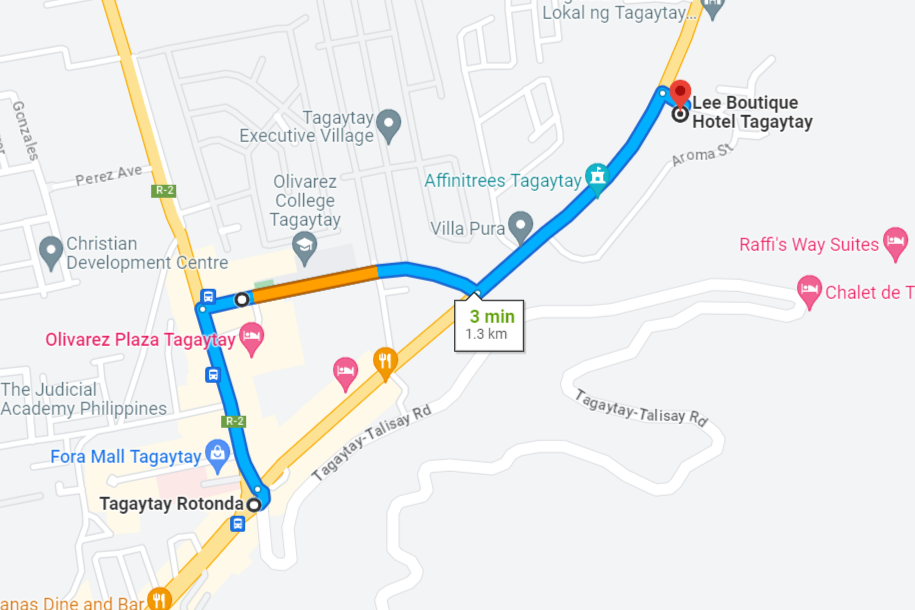 Lokal ng Tagaytay...
Gonzales
Lee Boutique
Hotel Tagaytay
Tagaytay
Executive Village
Aroma St
Perez Ave
Olivarez
College
Tagaytay
Affinitrees Tagaytay
R-2
Villa Pura
Christian
Development Centre
Raffi's Way Suites
Chalet de T
3 min
1.3 km
Olivarez Plaza Tagaytay
The Judicial
Academy Philippines
Tagaytay-Talisay Rd
R-2
Tagaytay-Talisay Rd
Fora Mall Tagaytay
Tagaytay Rotonda
anas Dine and Bar